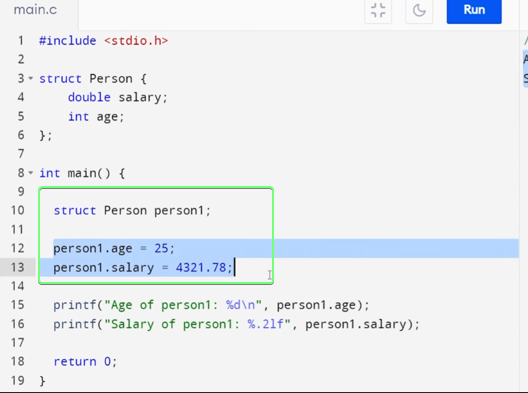 main.c
Run
1 #include <stdio.h>
2
3 struct Person {
4 double salary;
5 int age;
6 };
7
8 int main() {
9
10 struct Person person1;
11
12 person1.age = 25;
13 person1.salary = 4321.78;
14
15 printf("Age of person1: %d\n", person1.age);
16 printf("Salary of person1: %.2lf", person1.salary);
17
18 return 0;
19 }